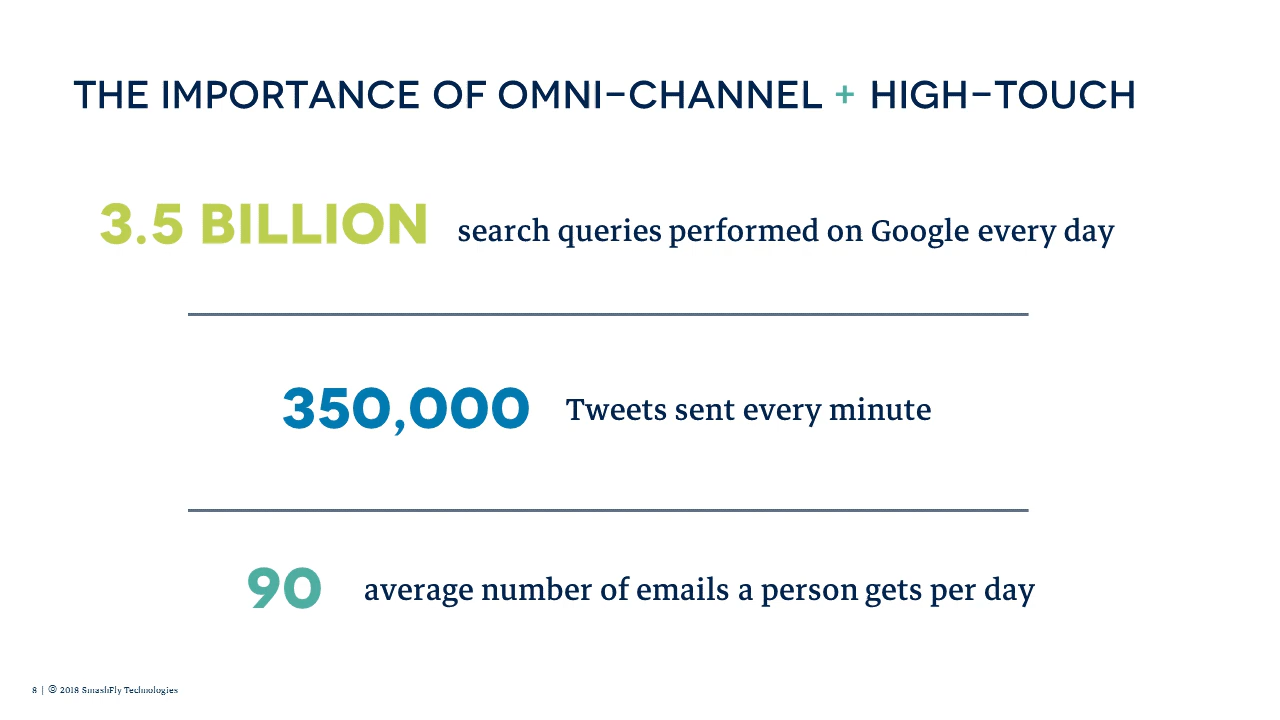 THE IMPORTANCE OF OMNI-CHANNEL + HIGH-TOUCH
3.5 BILLION search queries performed on Google every day
350,000 Tweets sent every minute
90 average number of emails a person gets per day
8 | © 2018 SmashFly Technologies